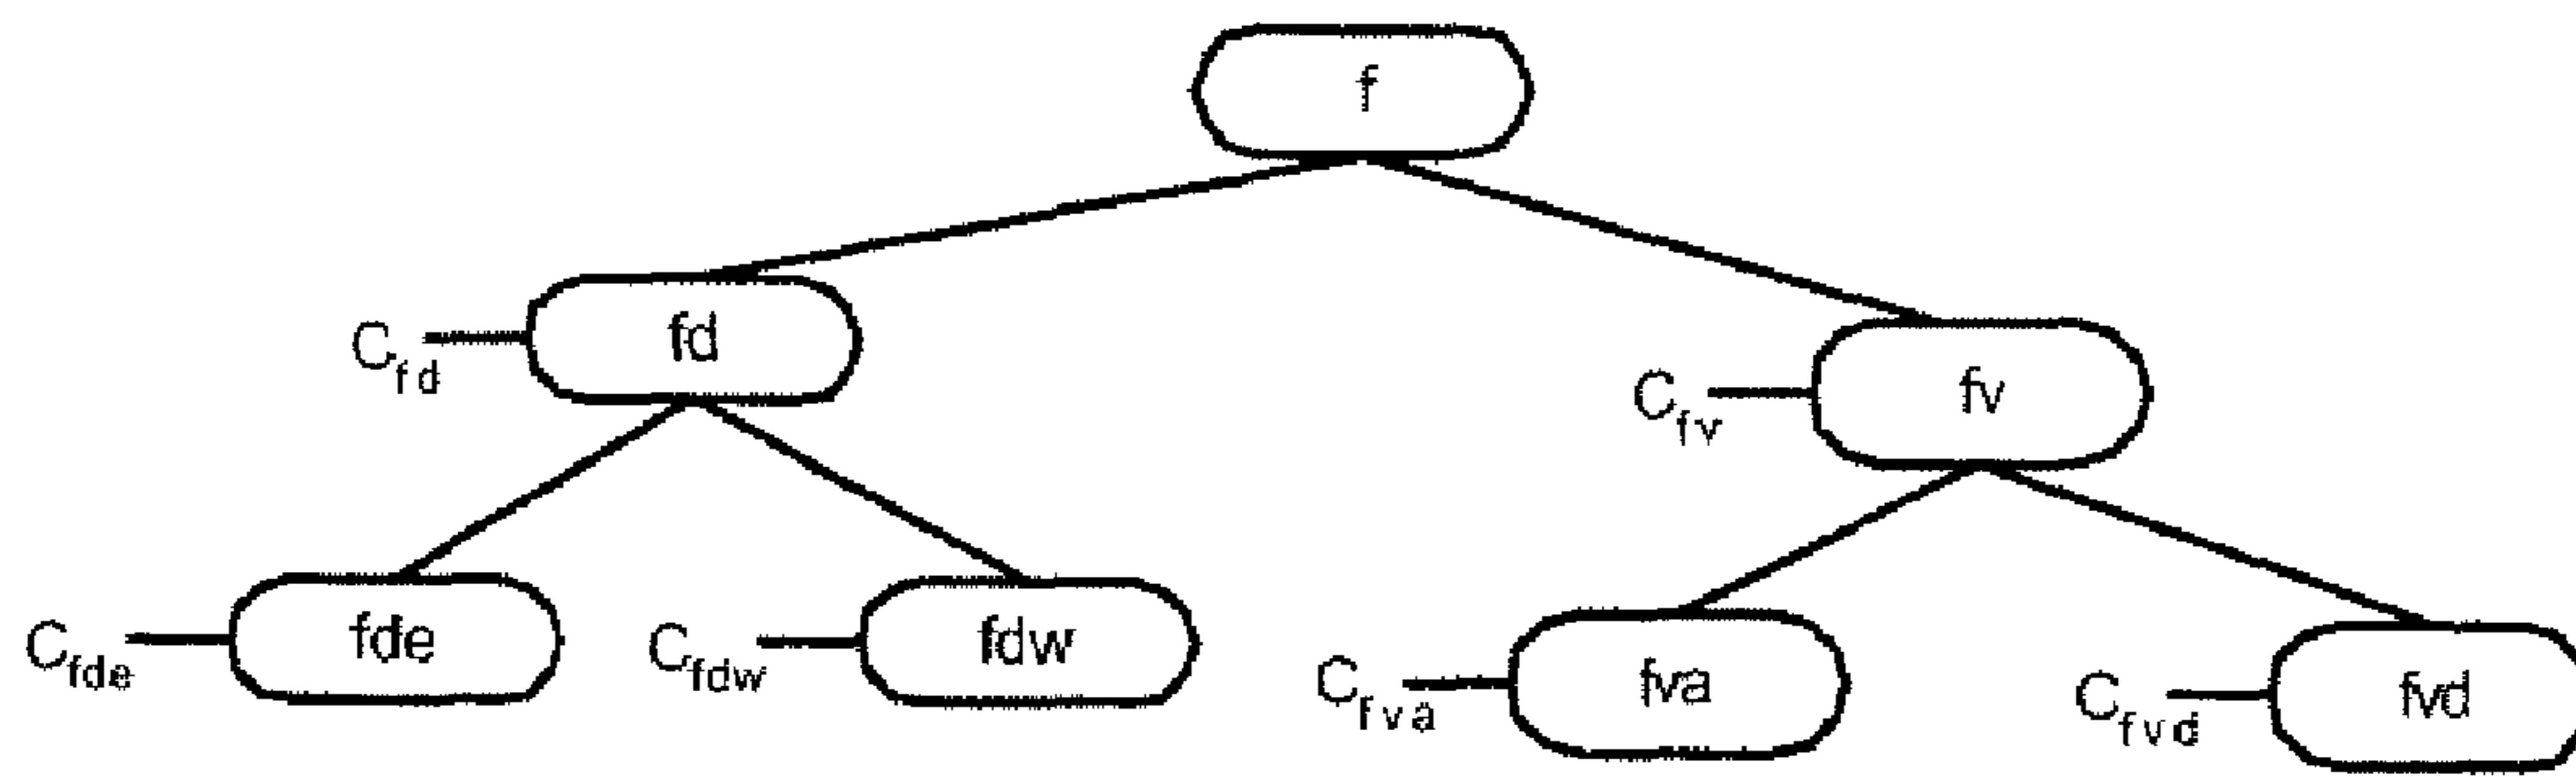 f
C_fd fd
C_fv fv
C_fde fde C_fdw fdw C_fva fva C_fvd fvd